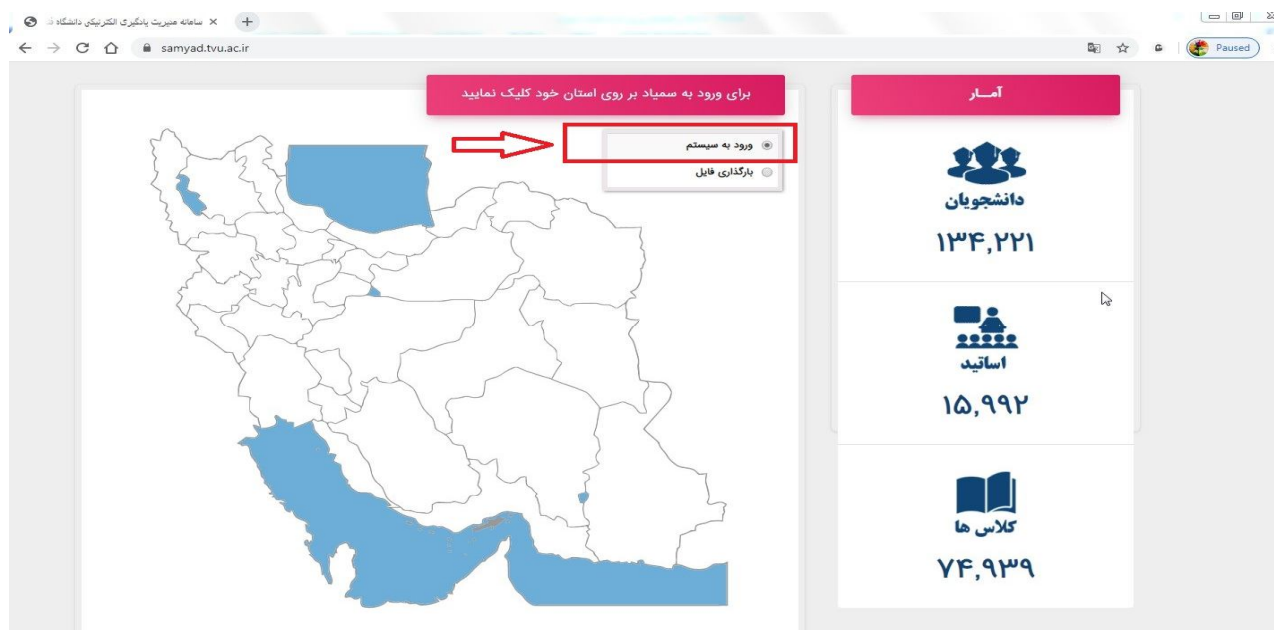 سامانه مدیریت یادگیری الکترونیکی دانشگاه ف
samyad.tvu.ac.ir
Paused
برای ورود به سمیاد بر روی استان خود کلیک نمایید
ورود به سیستم
بارگذاری فایل
آمـــار
دانشجویان
۱۳۴,۲۲۱
اساتید
۱۵,۹۹۲
کلاس ها
۷۴,۹۳۹